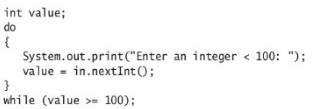 int value;
do
{
    System.out.print("Enter an integer < 100: ");
    value = in.nextInt();
}
while (value >= 100);